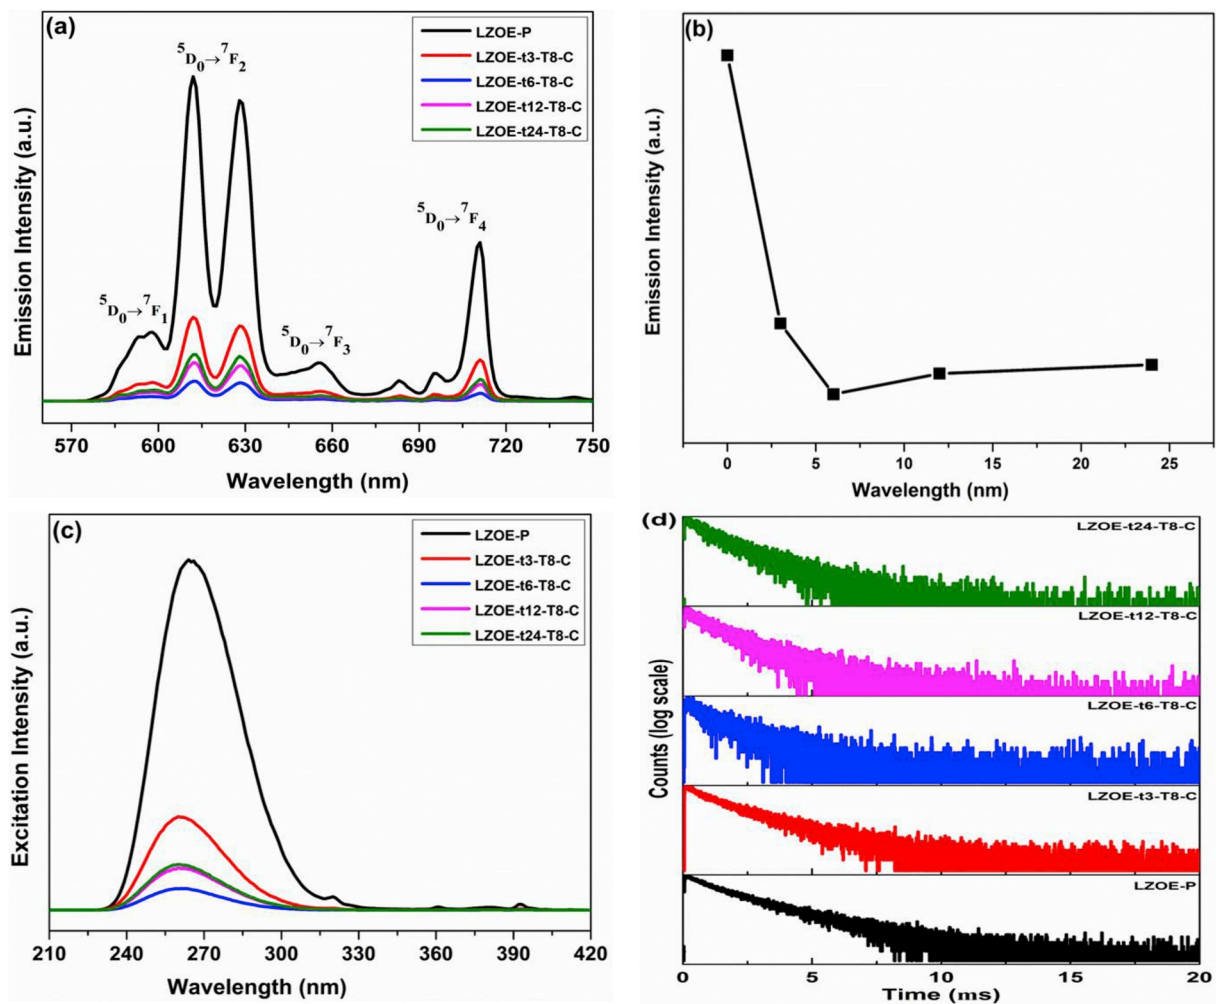 (a)
⁵D₀→⁷F₂
LZOE-P
LZOE-t3-T8-C
LZOE-t6-T8-C
LZOE-t12-T8-C
LZOE-t24-T8-C
⁵D₀→⁷F₄
⁵D₀→⁷F₁
⁵D₀→⁷F₃
Emission Intensity (a.u.)
570 600 630 660 690 720 750
Wavelength (nm)
(b)
Emission Intensity (a.u.)
0 5 10 15 20 25
Wavelength (nm)
(c)
LZOE-P
LZOE-t3-T8-C
LZOE-t6-T8-C
LZOE-t12-T8-C
LZOE-t24-T8-C
Excitation Intensity (a.u.)
210 240 270 300 330 360 390 420
Wavelength (nm)
(d)
LZOE-t24-T8-C
LZOE-t12-T8-C
LZOE-t6-T8-C
LZOE-t3-T8-C
LZOE-P
Counts (log scale)
0 5 10 15 20
Time (ms)